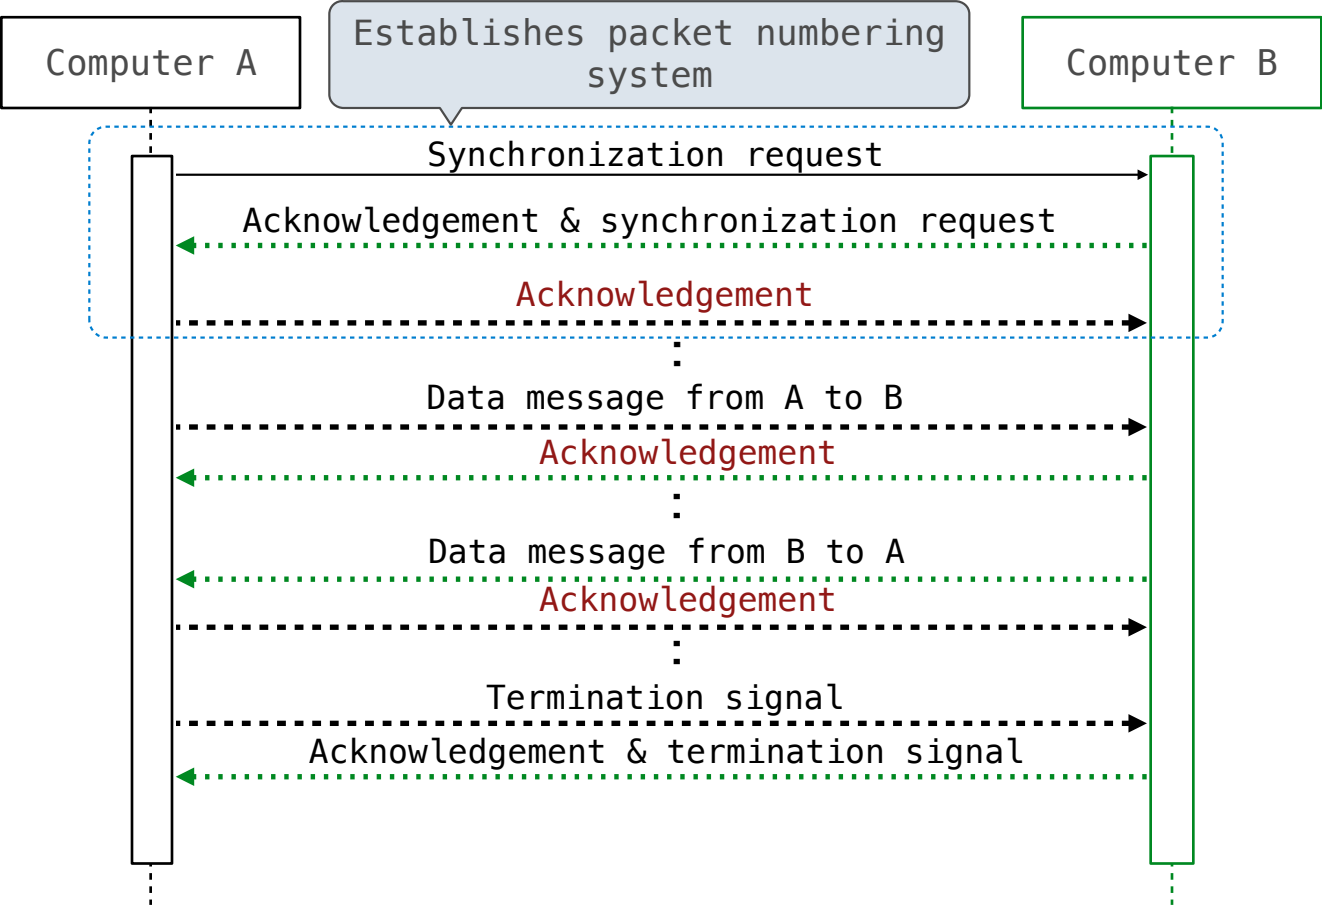 Computer A
Establishes packet numbering
system
Computer B
Synchronization request
Acknowledgement & synchronization request
Acknowledgement
Data message from A to B
Acknowledgement
Data message from B to A
Acknowledgement
Termination signal
Acknowledgement & termination signal